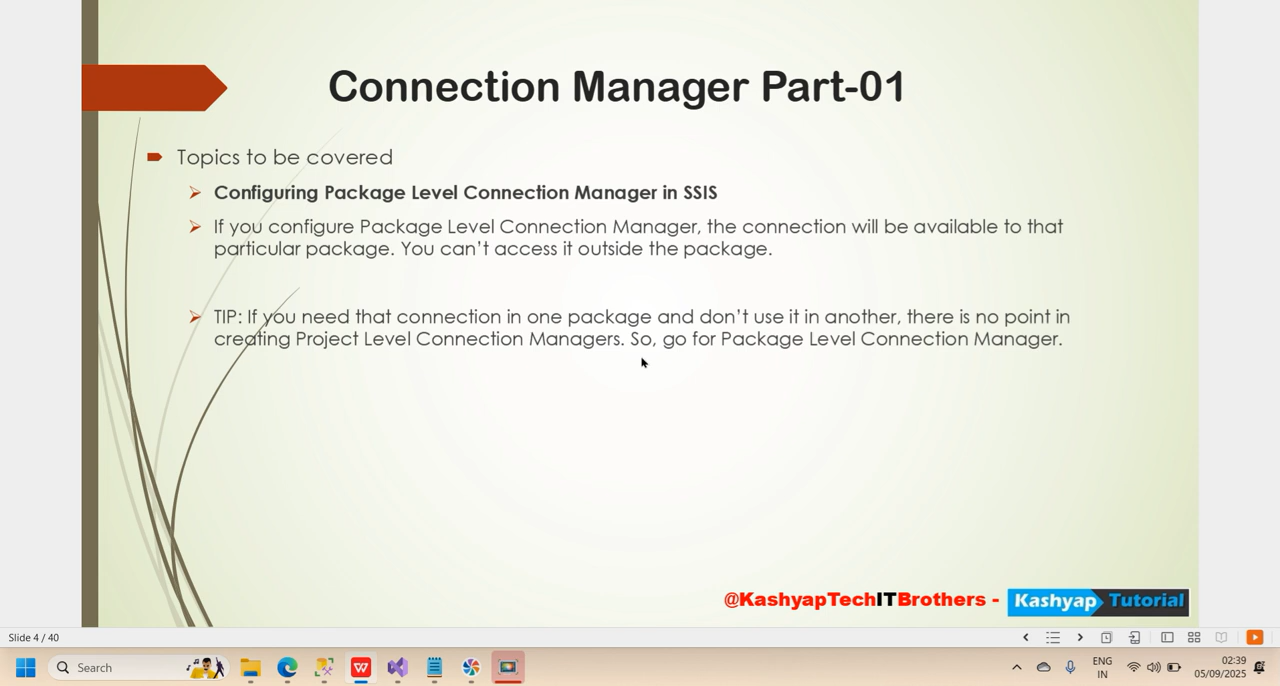 Connection Manager Part-01
Topics to be covered
Configuring Package Level Connection Manager in SSIS
If you configure Package Level Connection Manager, the connection will be available to that
particular package. You can't access it outside the package.
TIP: If you need that connection in one package and don't use it in another, there is no point in
creating Project Level Connection Managers. So, go for Package Level Connection Manager.
@KashyapTechITBrothers - Kashyap Tutorial
Slide 4 / 40
Search
ENG
IN
02:39
05/09/2025